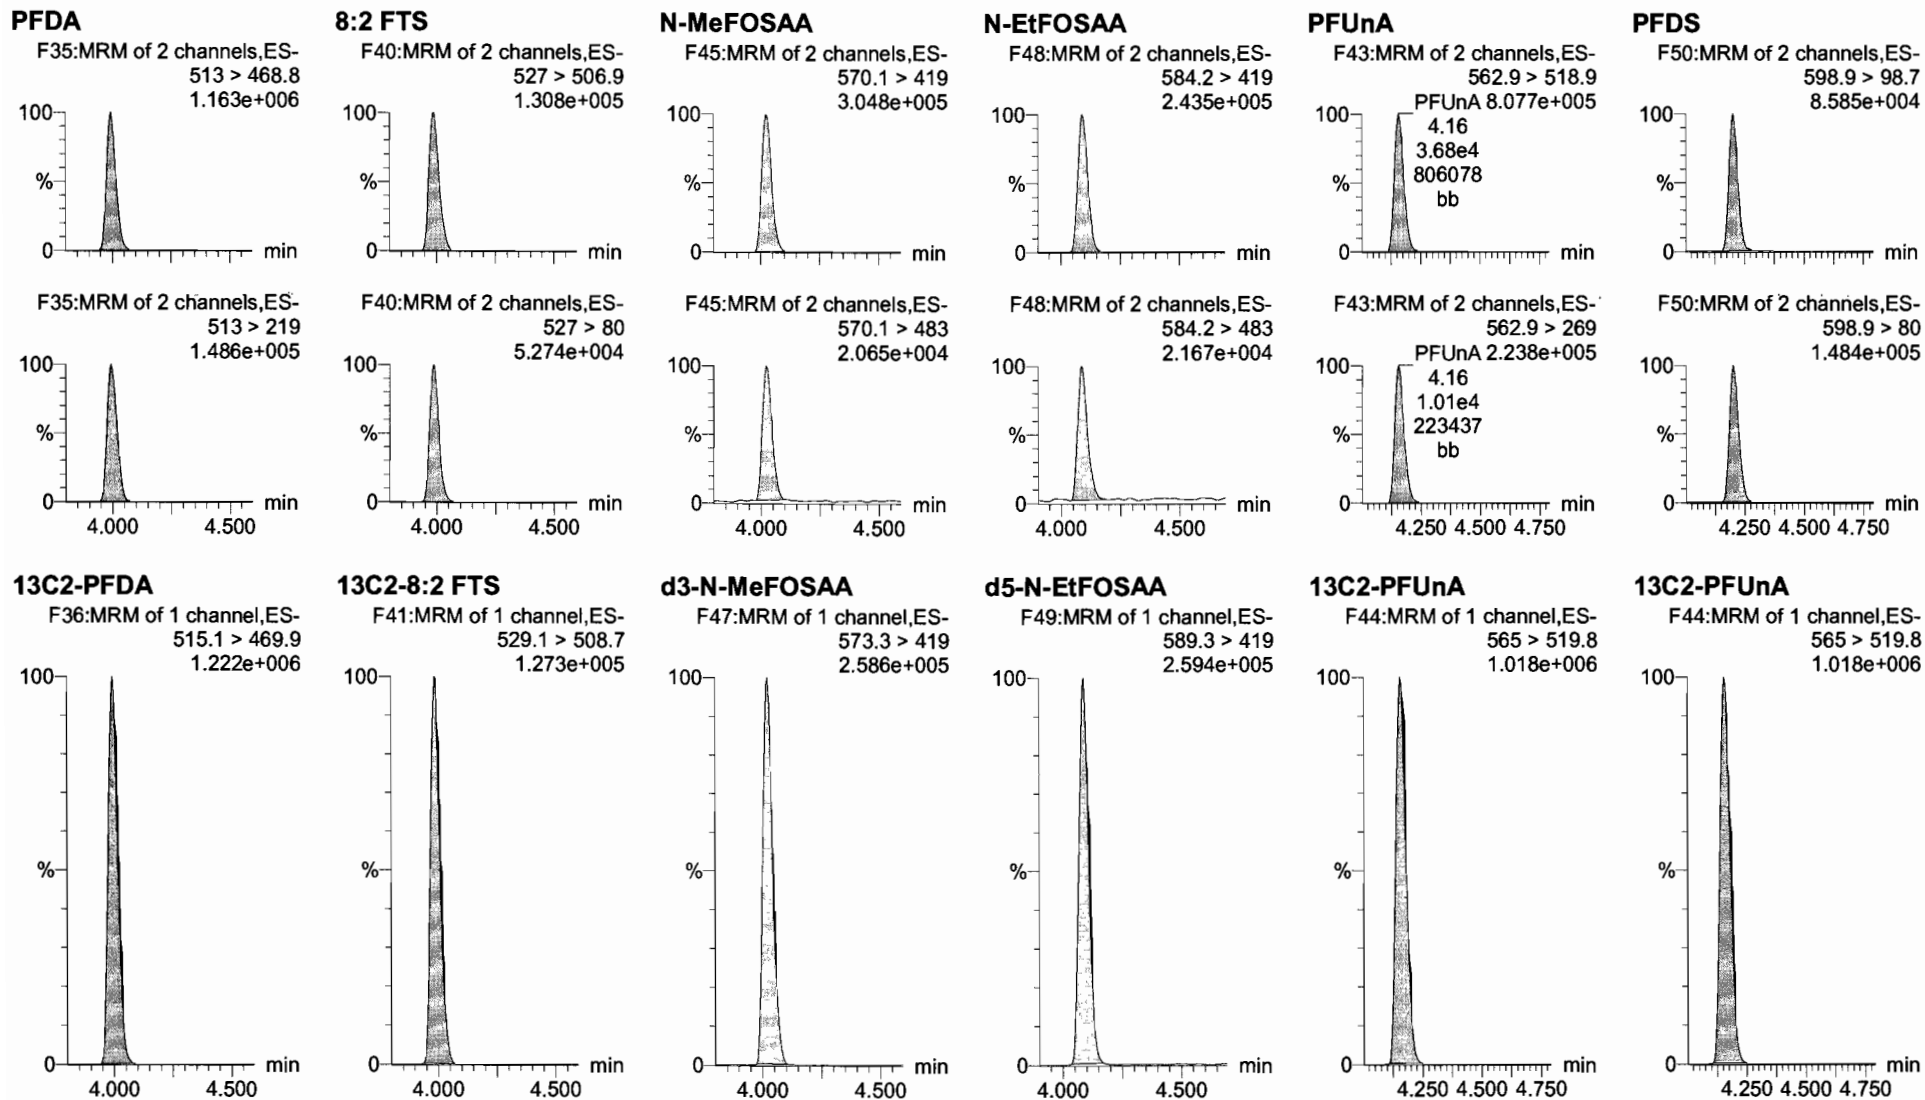 PFDA
F35:MRM of 2 channels,ES-
513 > 468.8
1.163e+006
100
%
0
min
F35:MRM of 2 channels,ES-
513 > 219
1.486e+005
100
%
0
min
4.000 4.500
8:2 FTS
F40:MRM of 2 channels,ES-
527 > 506.9
1.308e+005
100
%
0
min
F40:MRM of 2 channels,ES-
527 > 80
5.274e+004
100
%
0
min
4.000 4.500
N-MeFOSAA
F45:MRM of 2 channels,ES-
570.1 > 419
3.048e+005
100
%
0
min
F45:MRM of 2 channels,ES-
570.1 > 483
2.065e+004
100
%
0
min
4.000 4.500
N-EtFOSAA
F48:MRM of 2 channels,ES-
584.2 > 419
2.435e+005
100
%
0
min
F48:MRM of 2 channels,ES-
584.2 > 483
2.167e+004
100
%
0
min
4.000 4.500
PFUnA
F43:MRM of 2 channels,ES-
562.9 > 518.9
PFUnA 8.077e+005
100
4.16
3.68e4
806078
bb
%
0
min
F43:MRM of 2 channels,ES-
562.9 > 269
PFUnA 2.238e+005
100
4.16
1.01e4
223437
bb
%
0
min
4.250 4.500 4.750
PFDS
F50:MRM of 2 channels,ES-
598.9 > 98.7
8.585e+004
100
%
0
min
F50:MRM of 2 channels,ES-
598.9 > 80
1.484e+005
100
%
0
min
4.250 4.500 4.750
13C2-PFDA
F36:MRM of 1 channel,ES-
515.1 > 469.9
1.222e+006
100
%
0
min
4.000 4.500
13C2-8:2 FTS
F41:MRM of 1 channel,ES-
529.1 > 508.7
1.273e+005
100
%
0
min
4.000 4.500
d3-N-MeFOSAA
F47:MRM of 1 channel,ES-
573.3 > 419
2.586e+005
100
%
0
min
4.000 4.500
d5-N-EtFOSAA
F49:MRM of 1 channel,ES-
589.3 > 419
2.594e+005
100
%
0
min
4.000 4.500
13C2-PFUnA
F44:MRM of 1 channel,ES-
565 > 519.8
1.018e+006
100
%
0
min
4.250 4.500 4.750
13C2-PFUnA
F44:MRM of 1 channel,ES-
565 > 519.8
1.018e+006
100
%
0
min
4.250 4.500 4.750